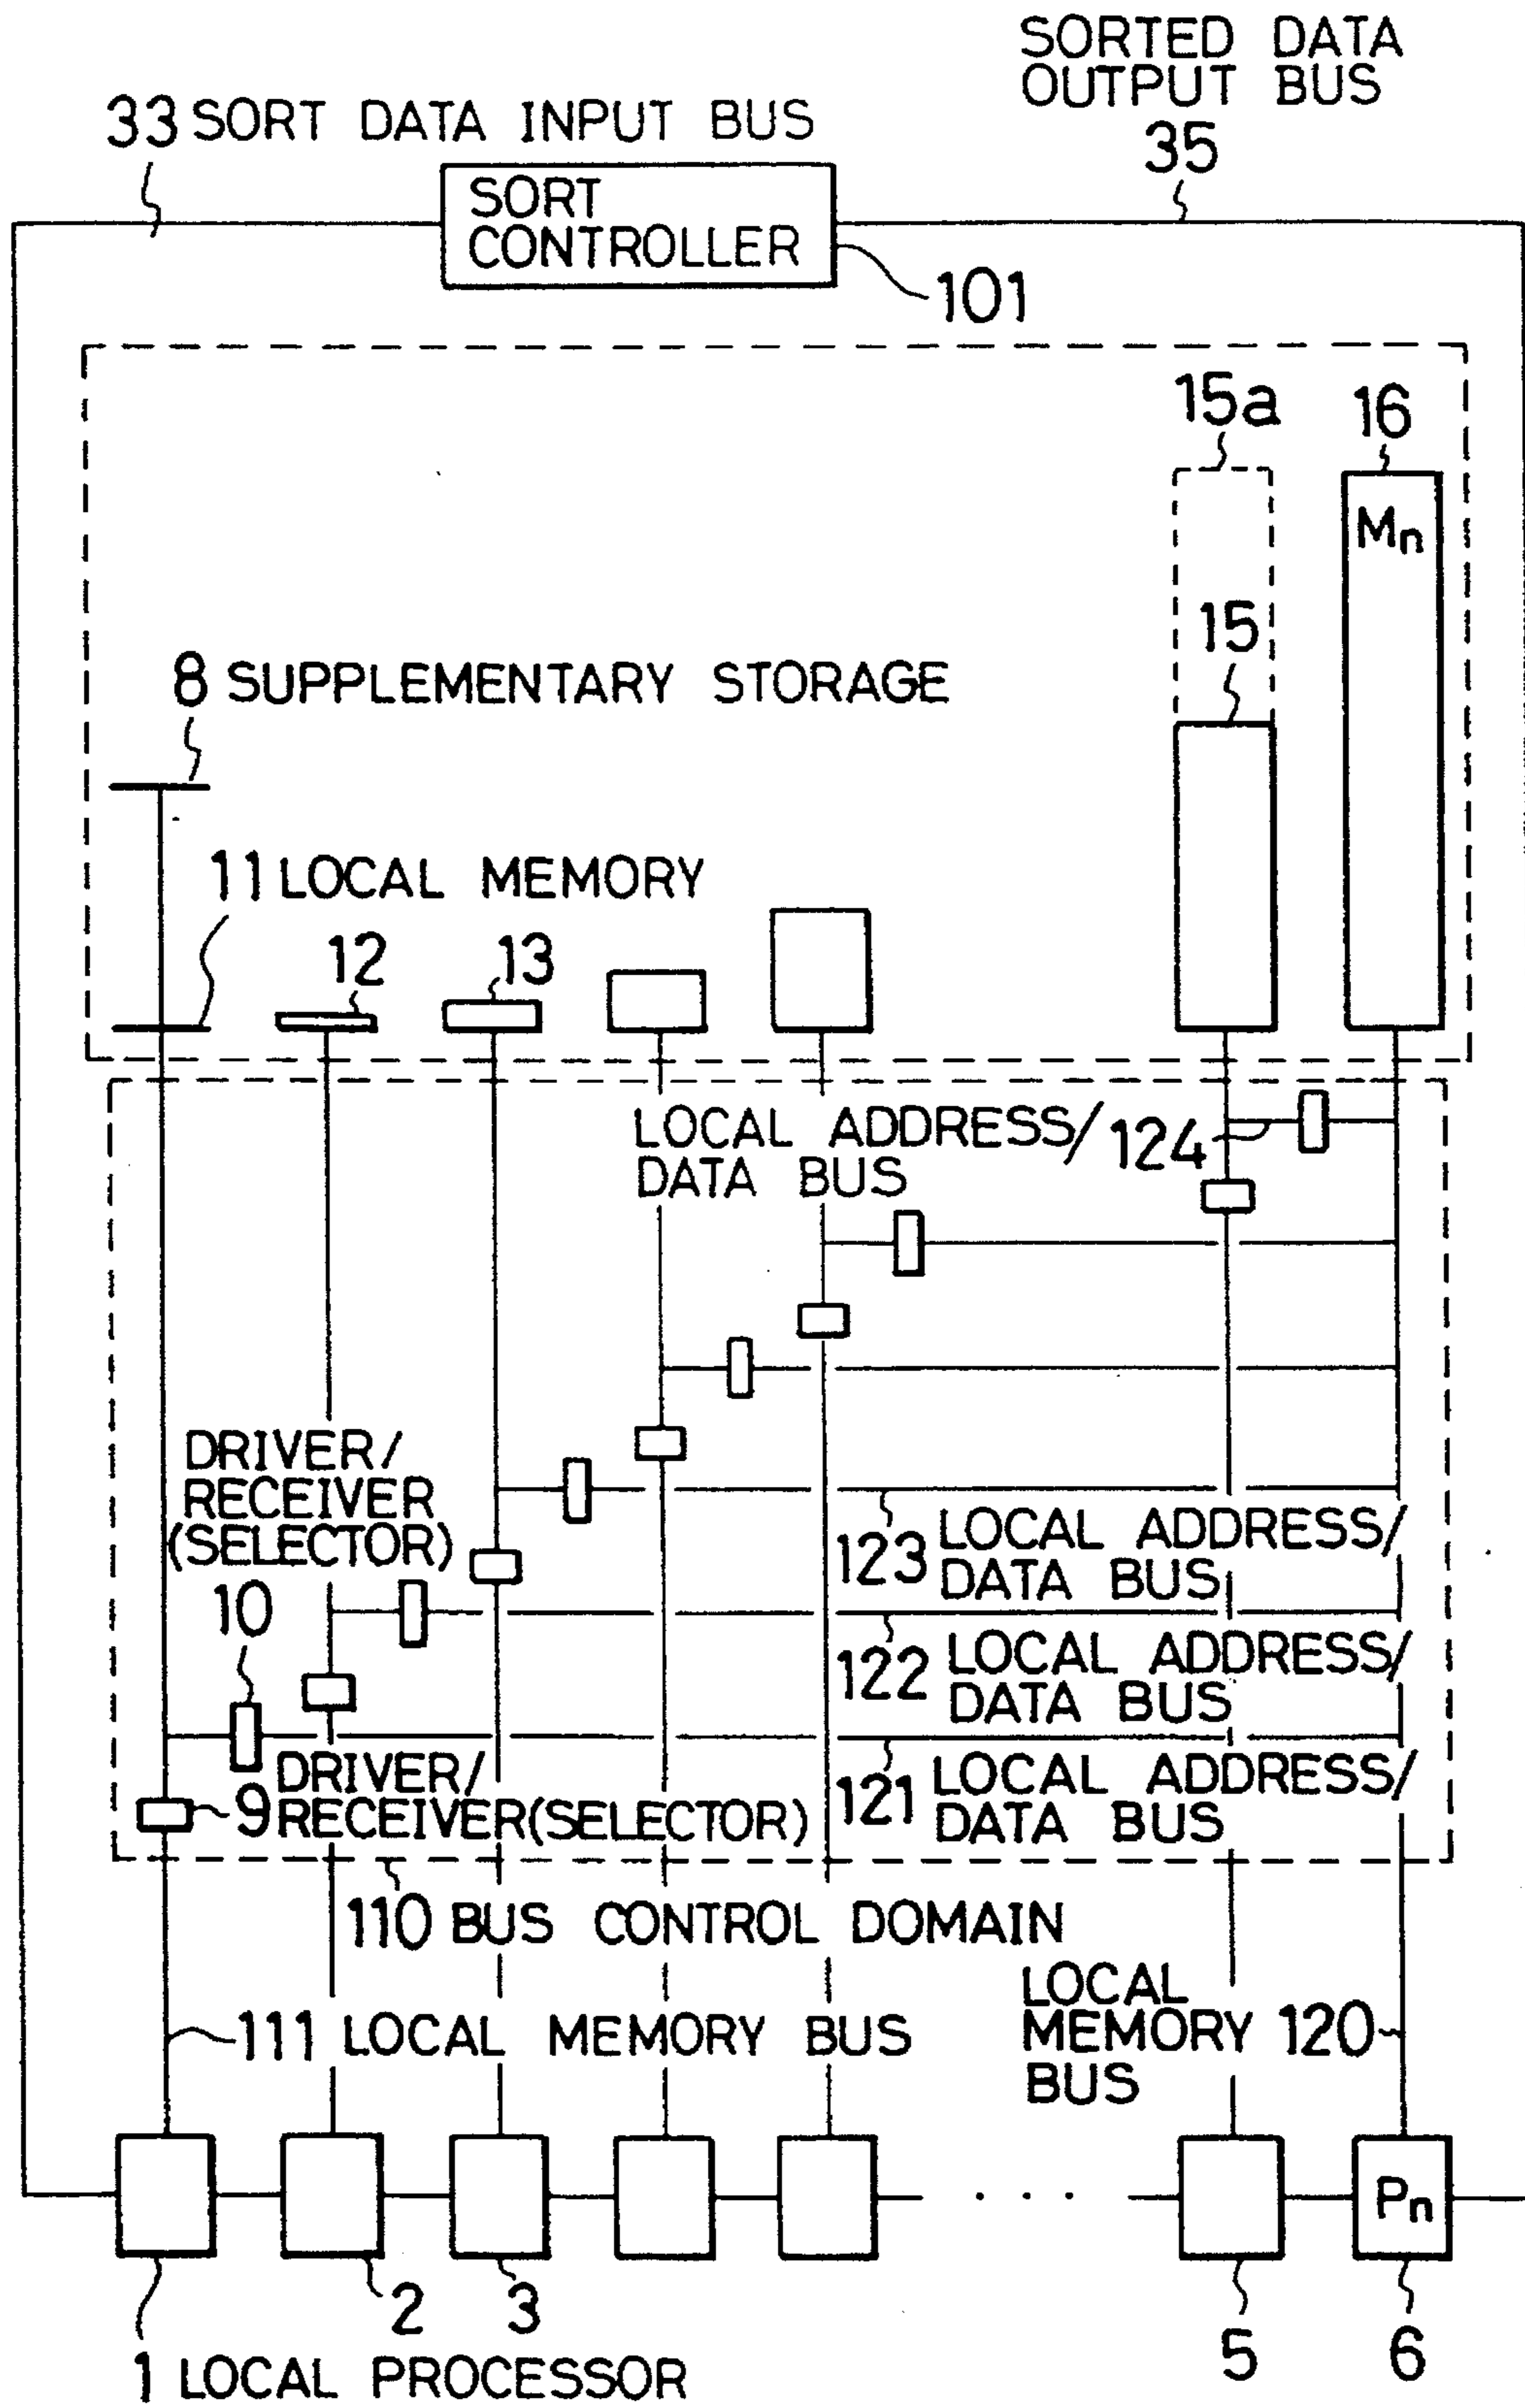 SORTED DATA
OUTPUT BUS
35
33 SORT DATA INPUT BUS
SORT
CONTROLLER
101
15a
16
Mn
15
8 SUPPLEMENTARY STORAGE
11 LOCAL MEMORY
12
13
LOCAL ADDRESS/
DATA BUS
124
DRIVER/
RECEIVER
(SELECTOR)
10
123 LOCAL ADDRESS/
DATA BUS
122 LOCAL ADDRESS/
DATA BUS
121 LOCAL ADDRESS/
DATA BUS
9 DRIVER/
RECEIVER(SELECTOR)
110 BUS CONTROL DOMAIN
111 LOCAL MEMORY BUS
LOCAL
MEMORY 120
BUS
. . .
Pn
1 LOCAL PROCESSOR
2
3
5
6